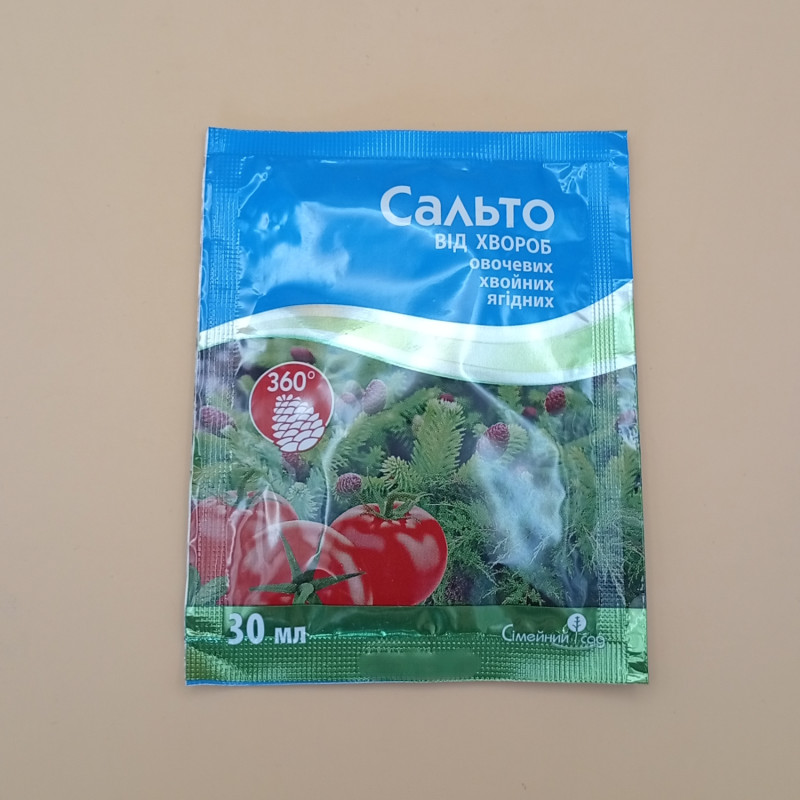 Сальто
ВІД ХВОРОБ
овочевих
хвойних
ягідних
360°
30 мл
Сімейний сад